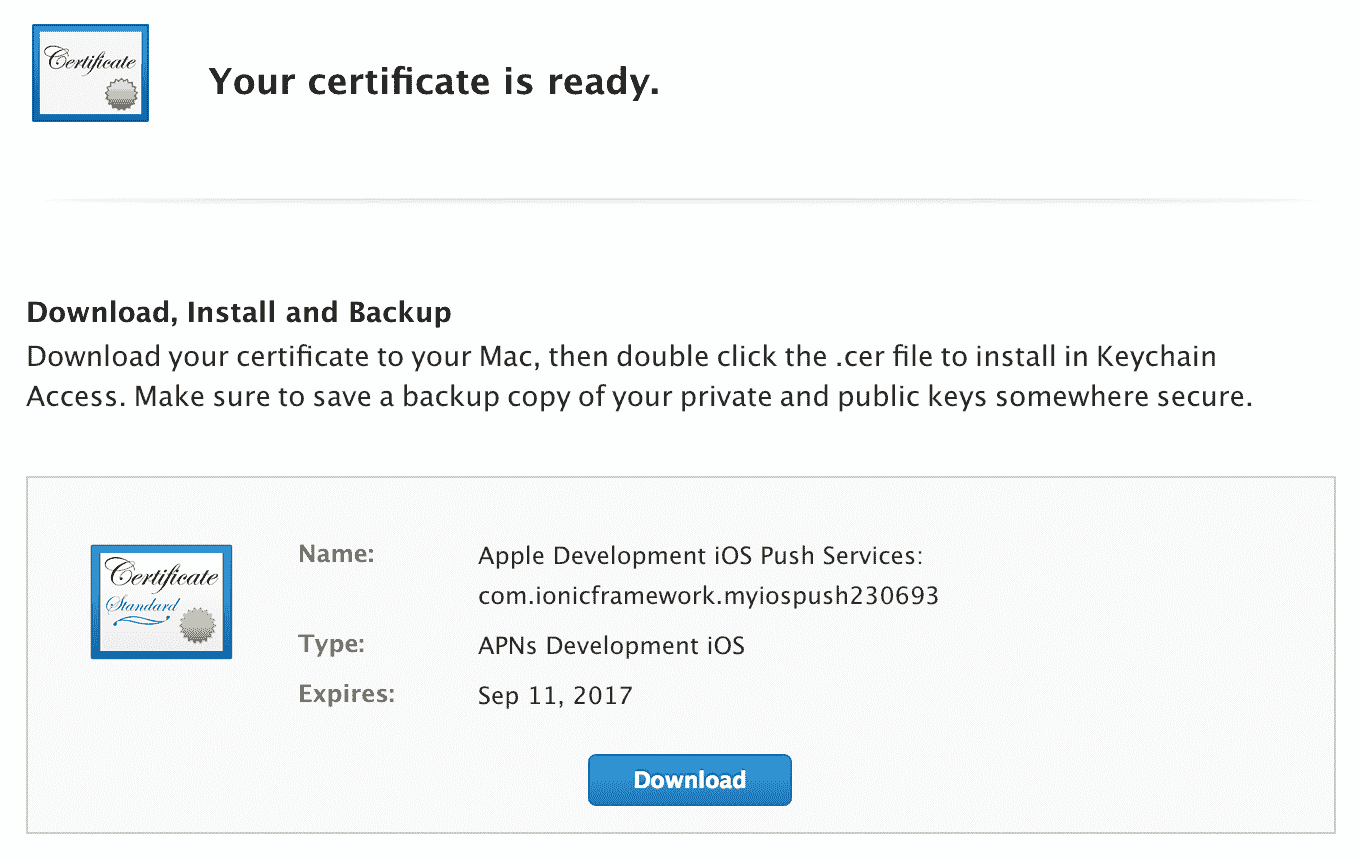 Certificate
Your certificate is ready.
Download, Install and Backup
Download your certificate to your Mac, then double click the .cer file to install in Keychain
Access. Make sure to save a backup copy of your private and public keys somewhere secure.
Certificate
Standard
Name: Apple Development iOS Push Services:
com.ionicframework.myiospush230693
Type: APNs Development iOS
Expires: Sep 11, 2017
Download